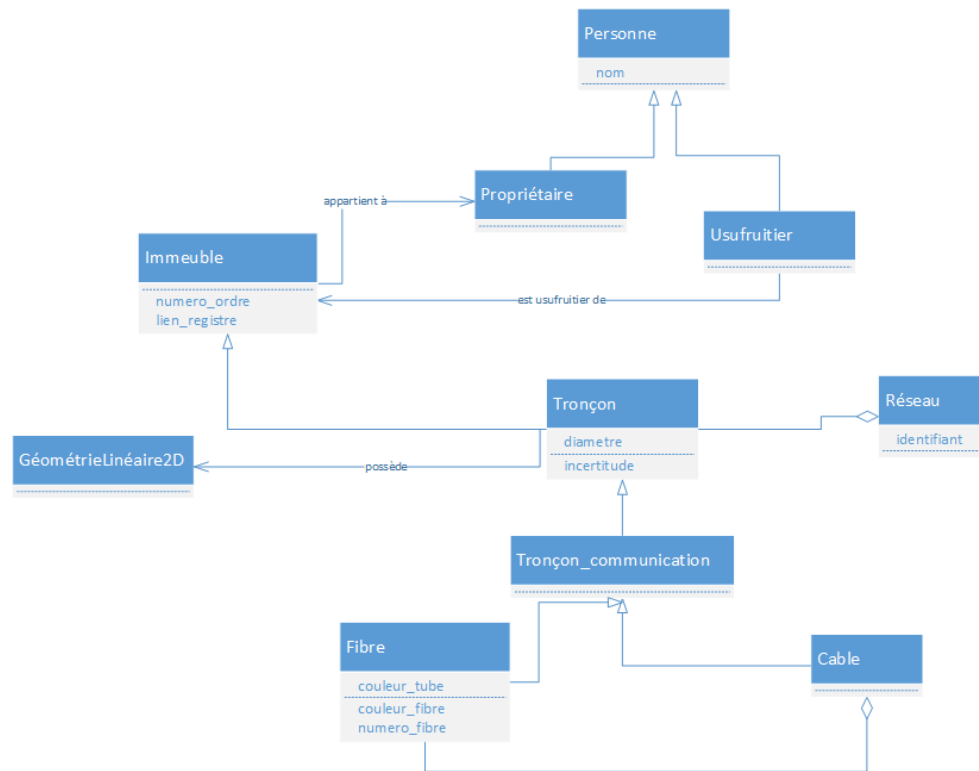 Personne
nom
Propriétaire
appartient à
Usufruitier
Immeuble
numero_ordre
lien_registre
est usufruitier de
Tronçon
diametre
incertitude
Réseau
identifiant
GéométrieLinéaire2D
possède
Tronçon_communication
Fibre
couleur_tube
couleur_fibre
numero_fibre
Cable